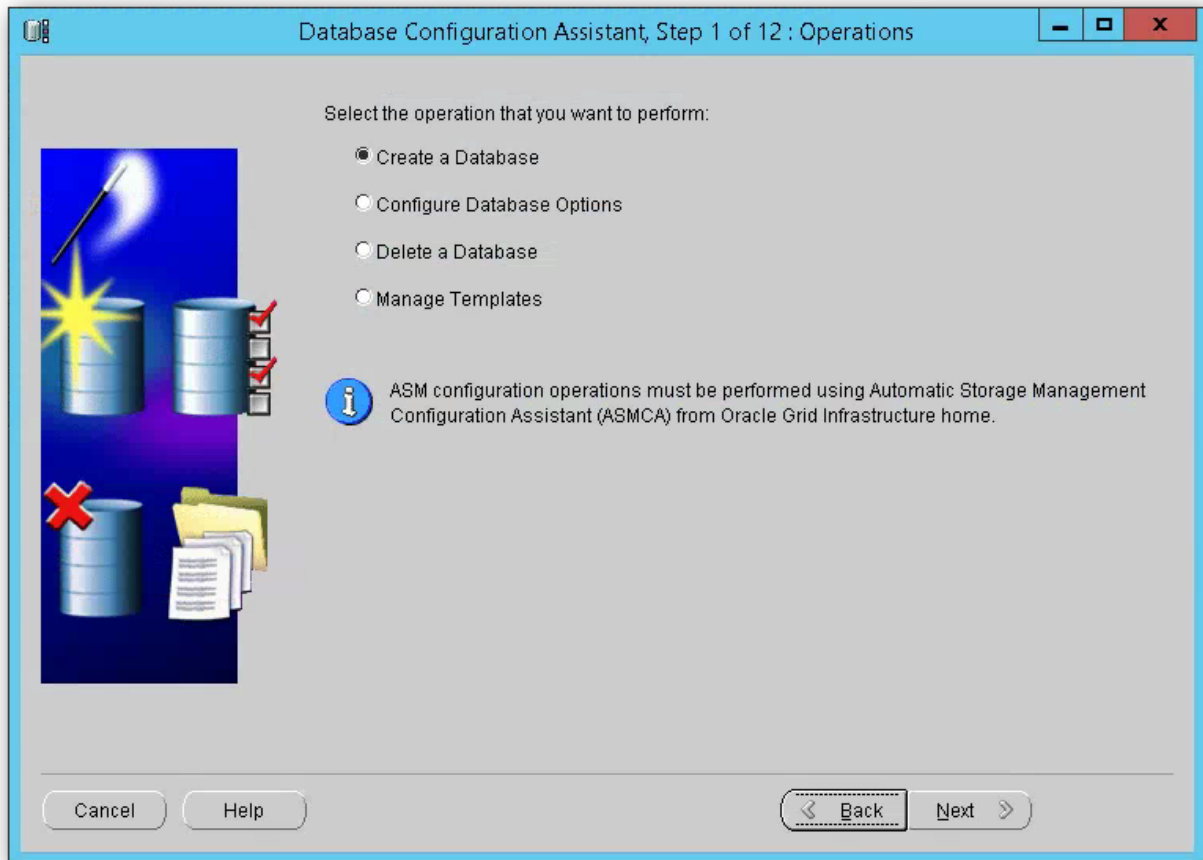 Database Configuration Assistant, Step 1 of 12 : Operations
Select the operation that you want to perform:
Create a Database
Configure Database Options
Delete a Database
Manage Templates
ASM configuration operations must be performed using Automatic Storage Management
Configuration Assistant (ASMCA) from Oracle Grid Infrastructure home.
Cancel Help Back Next